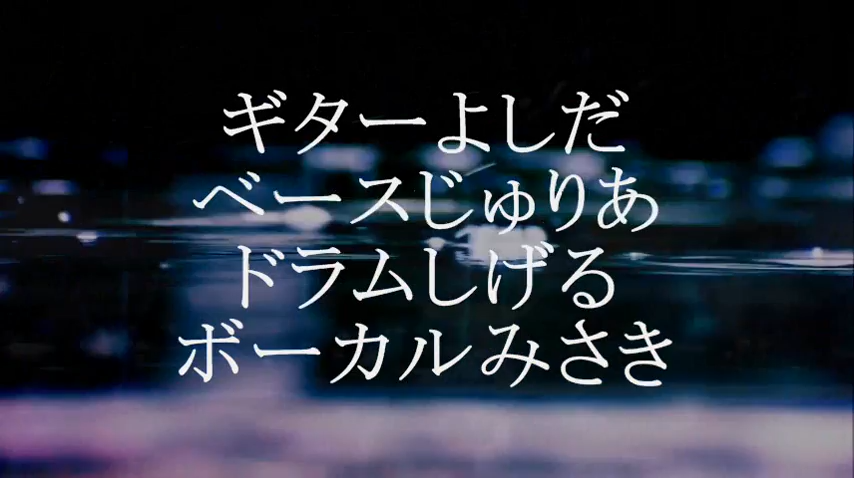 ギターよしだ
ベースじゅりあ
ドラムしげる
ボーカルみさき